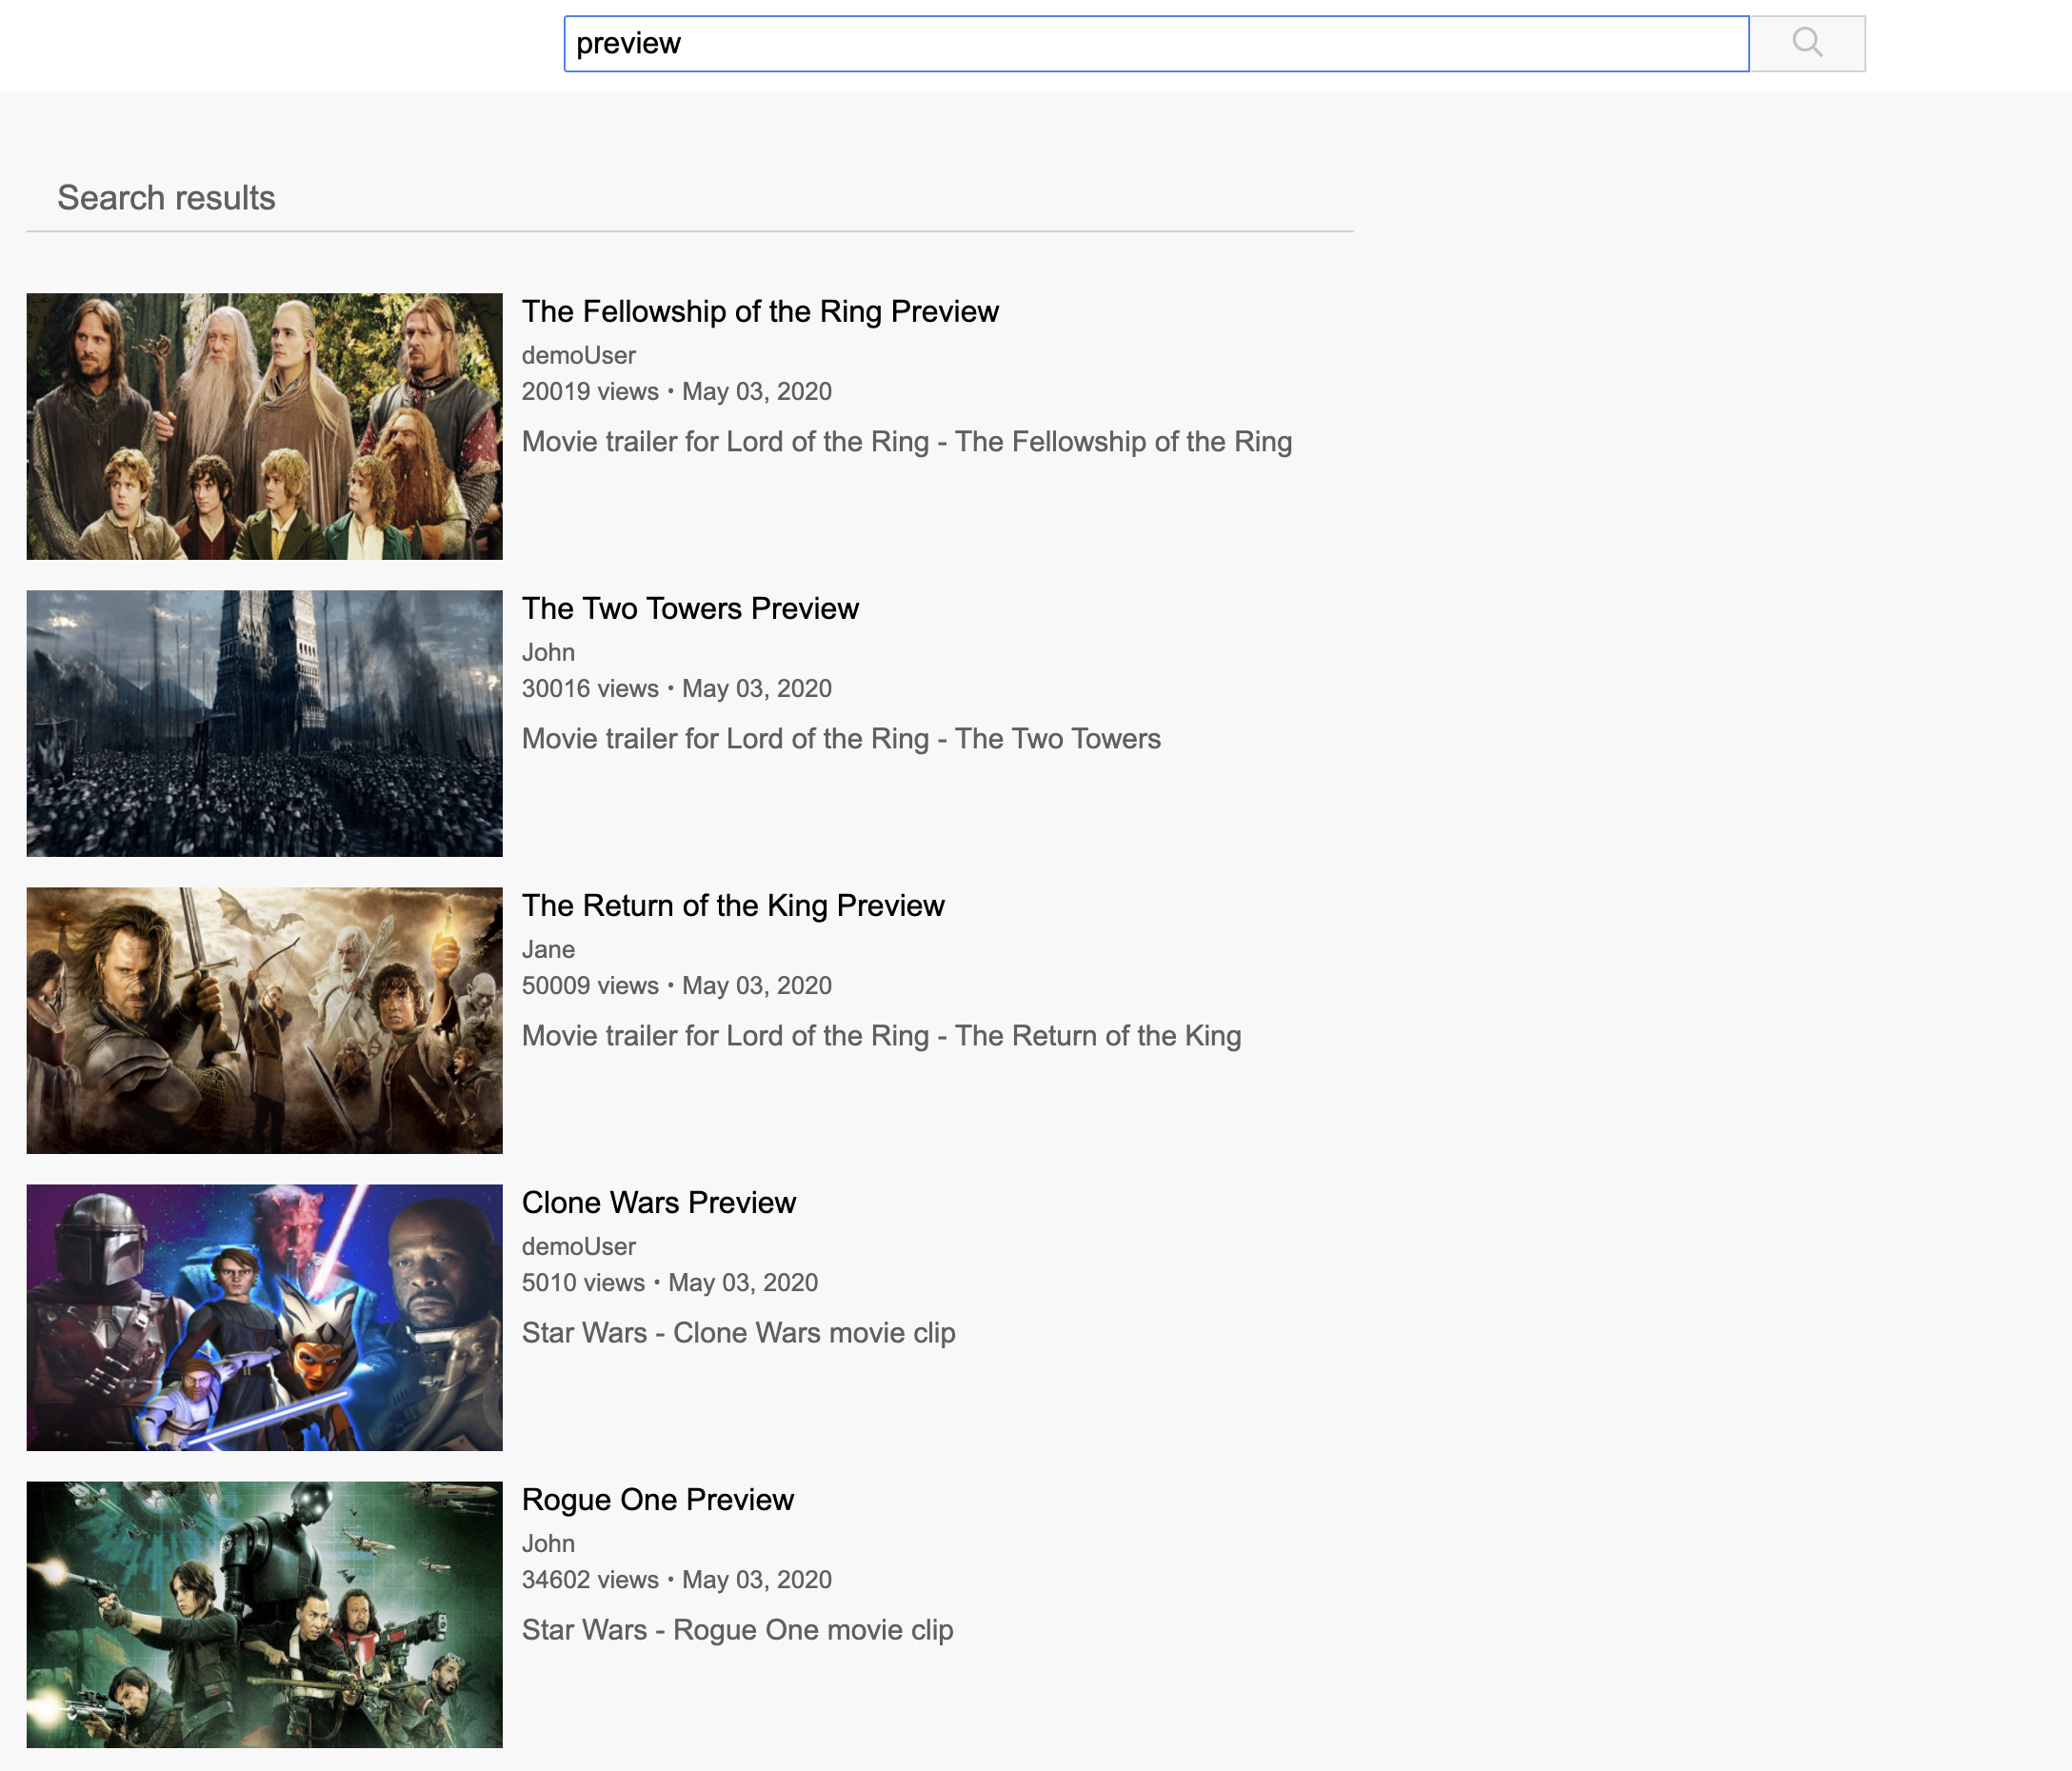 preview
Search results
The Fellowship of the Ring Preview
demoUser
20019 views • May 03, 2020
Movie trailer for Lord of the Ring - The Fellowship of the Ring
The Two Towers Preview
John
30016 views • May 03, 2020
Movie trailer for Lord of the Ring - The Two Towers
The Return of the King Preview
Jane
50009 views • May 03, 2020
Movie trailer for Lord of the Ring - The Return of the King
Clone Wars Preview
demoUser
5010 views • May 03, 2020
Star Wars - Clone Wars movie clip
Rogue One Preview
John
34602 views • May 03, 2020
Star Wars - Rogue One movie clip